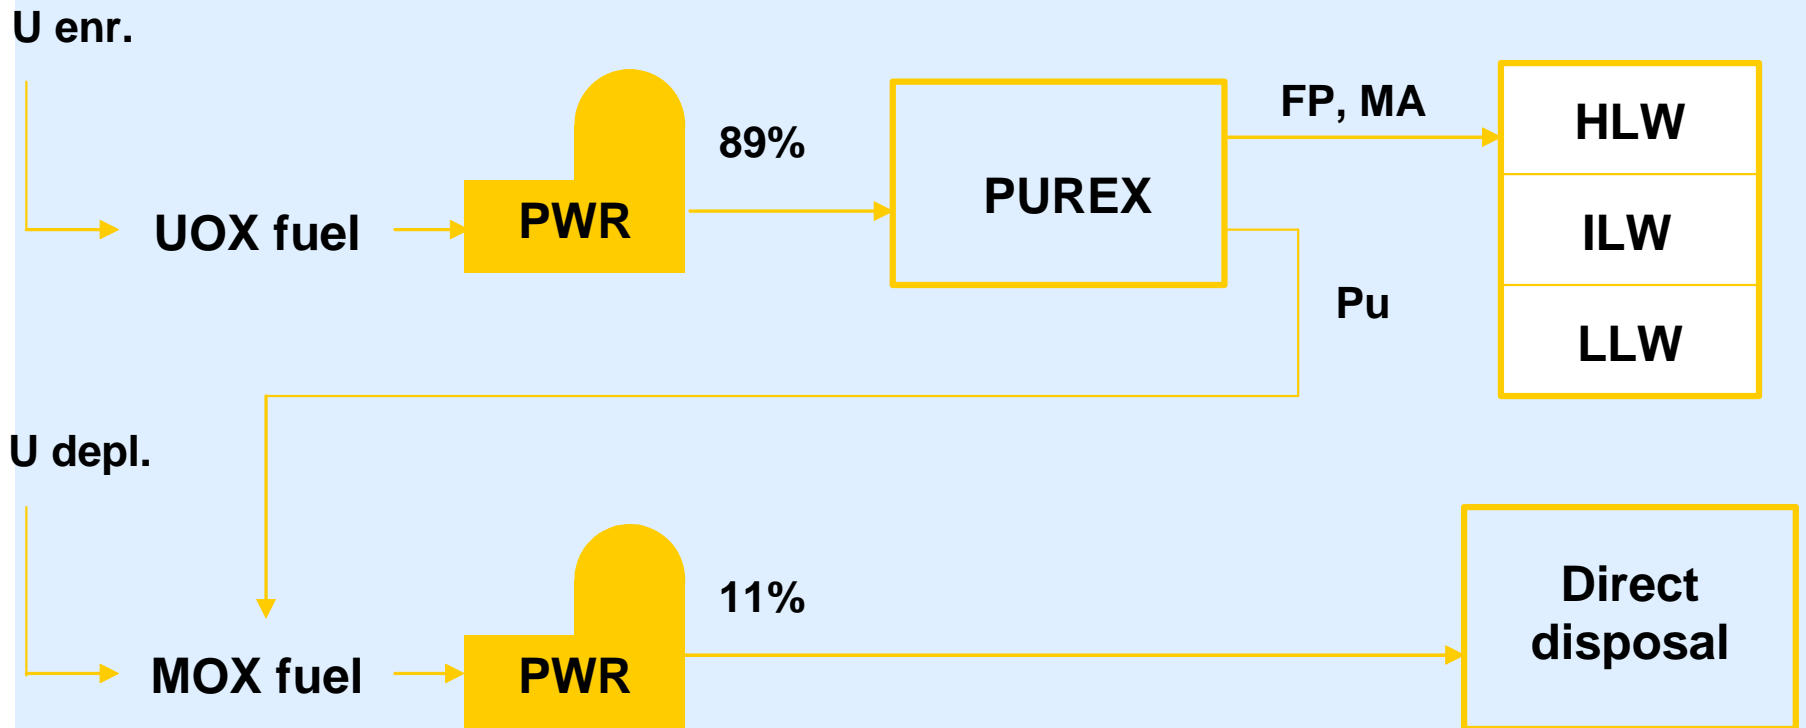 U enr.
FP, MA
HLW
89%
PUREX
UOX fuel
PWR
ILW
Pu
LLW
U depl.
11%
Direct
disposal
MOX fuel
PWR